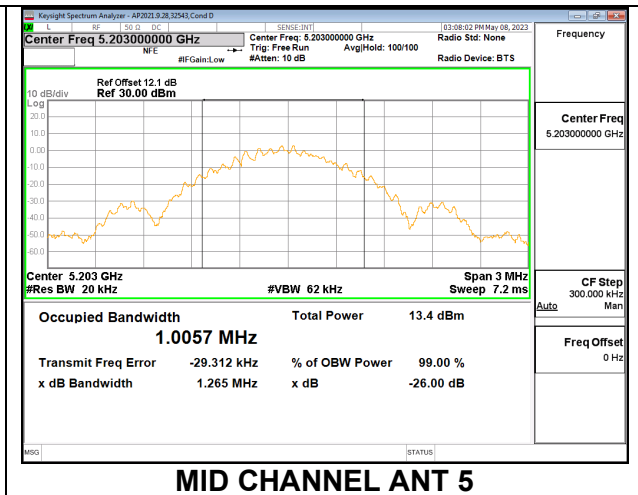 Keysight Spectrum Analyzer - AP2021.9.28,32543,Cond D
L RF 50 Ω DC SENSE:INT 03:08:02 PM May 08, 2023
Center Freq 5.203000000 GHz Center Freq: 5.203000000 GHz Radio Std: None
NFE Trig: Free Run Avg|Hold: 100/100
#IFGain:Low #Atten: 10 dB Radio Device: BTS
Frequency
Ref Offset 12.1 dB
10 dB/div Ref 30.00 dBm
Log
20.0
10.0
0.00
-10.0
-20.0
-30.0
-40.0
-50.0
-60.0
Center 5.203 GHz Span 3 MHz
#Res BW 20 kHz #VBW 62 kHz Sweep 7.2 ms
Occupied Bandwidth Total Power 13.4 dBm
1.0057 MHz
Transmit Freq Error -29.312 kHz % of OBW Power 99.00 %
x dB Bandwidth 1.265 MHz x dB -26.00 dB
Center Freq
5.203000000 GHz
CF Step
300.000 kHz
Auto Man
Freq Offset
0 Hz
MSG STATUS
MID CHANNEL ANT 5